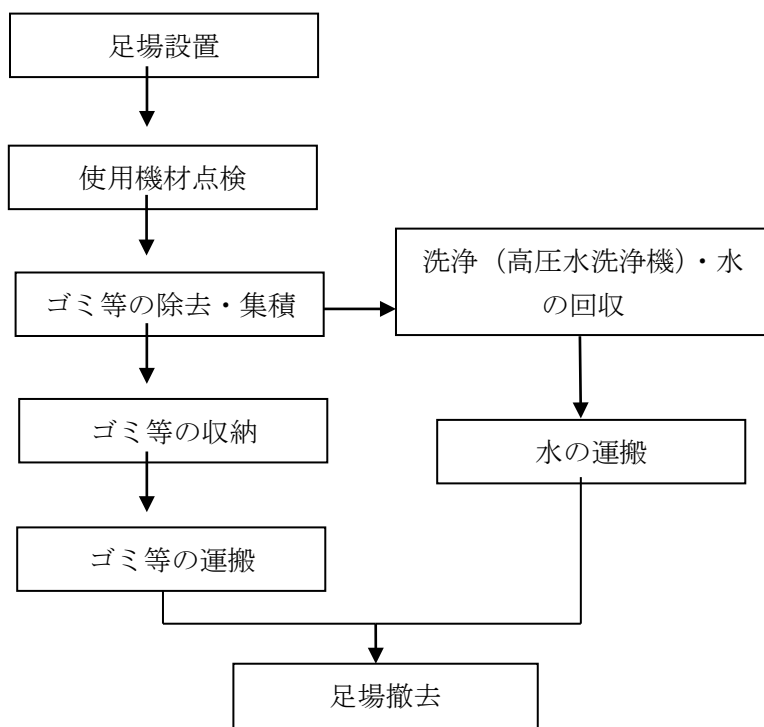 足場設置
使用機材点検
ゴミ等の除去・集積
洗浄（高圧水洗浄機）・水
の回収
ゴミ等の収納
水の運搬
ゴミ等の運搬
足場撤去